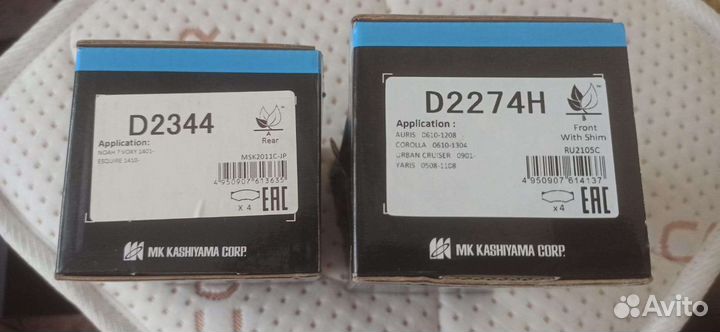 D2344
A
Rear
Application:
NOAH / VOXY 1401-
ESQUIRE 1410-
MSK2011C-JP
4 950907 613635
x 4
EAC
MK KASHIYAMA CORP.
D2274H
Application :
AURIS 0610-1208
COROLLA 0610-1304
URBAN CRUISER 0901-
YARIS 0508-1108
Front
With Shim
RU2105C
4 950907 614137
x 4
EAC
MK KASHIYAMA CORP.
Avito